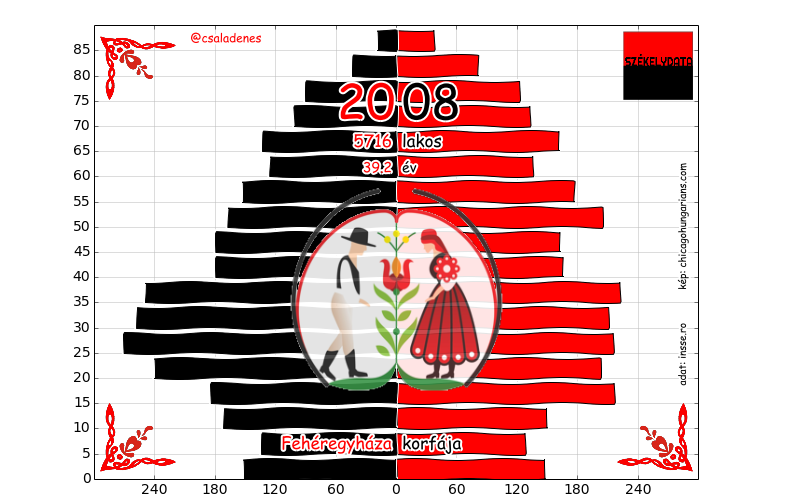 @csaladenes
SZÉKELYDATA
2008
5716 lakos
39.2 év
Fehéregyháza korfája
kép: chicagohungarians.com
adat: insse.ro
85
80
75
70
65
60
55
50
45
40
35
30
25
20
15
10
5
0
240 180 120 60 0 60 120 180 240